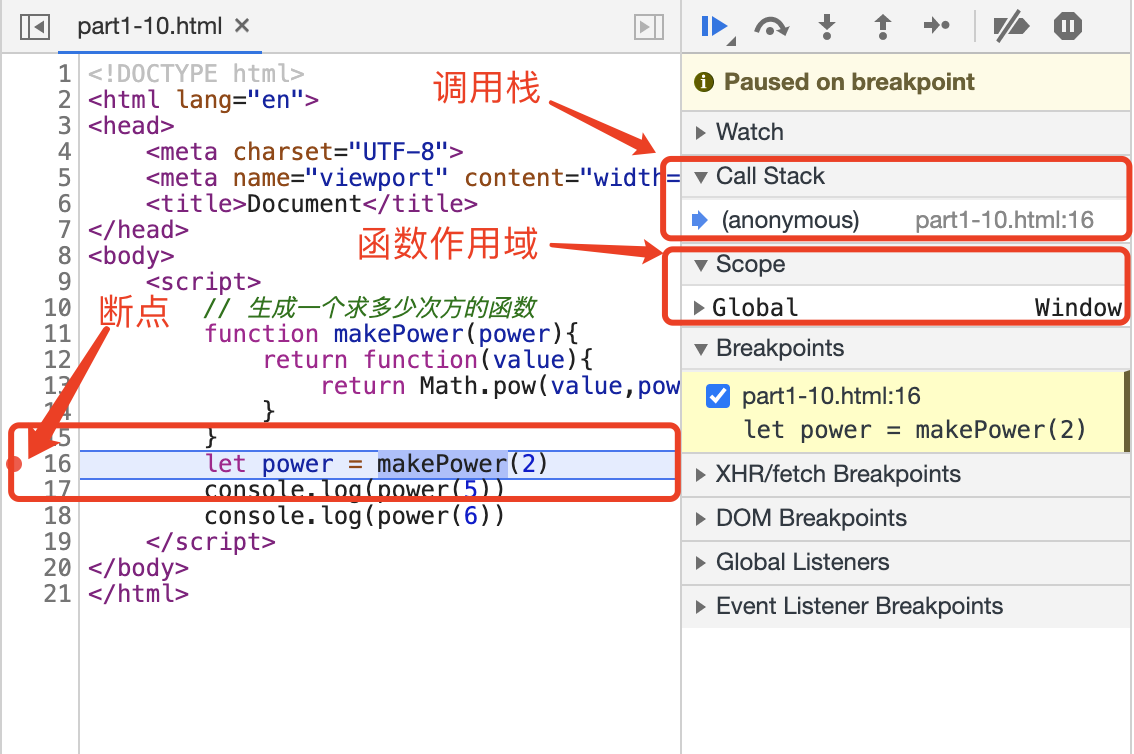 part1-10.html ×
1 <!DOCTYPE html>
2 <html lang="en">
3 <head>
4 <meta charset="UTF-8">
5 <meta name="viewport" content="width=
6 <title>Document</title>
7 </head>
8 <body>
9 <script>
10 // 生成一个求多少次方的函数
11 function makePower(power){
12 return function(value){
13 return Math.pow(value,pow
14 }
15 }
16 let power = makePower(2)
17 console.log(power(5))
18 console.log(power(6))
19 </script>
20 </body>
21 </html>
调用栈
函数作用域
断点
Paused on breakpoint
Watch
Call Stack
(anonymous) part1-10.html:16
Scope
Global Window
Breakpoints
part1-10.html:16
let power = makePower(2)
XHR/fetch Breakpoints
DOM Breakpoints
Global Listeners
Event Listener Breakpoints